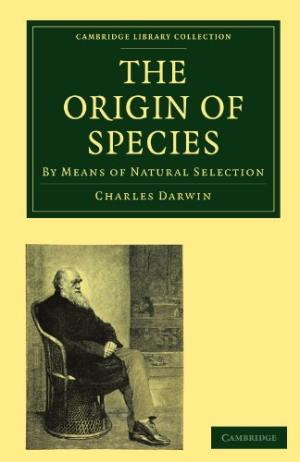 CAMBRIDGE LIBRARY COLLECTION
THE
ORIGIN OF
SPECIES
BY MEANS OF NATURAL SELECTION
CHARLES DARWIN
CAMBRIDGE